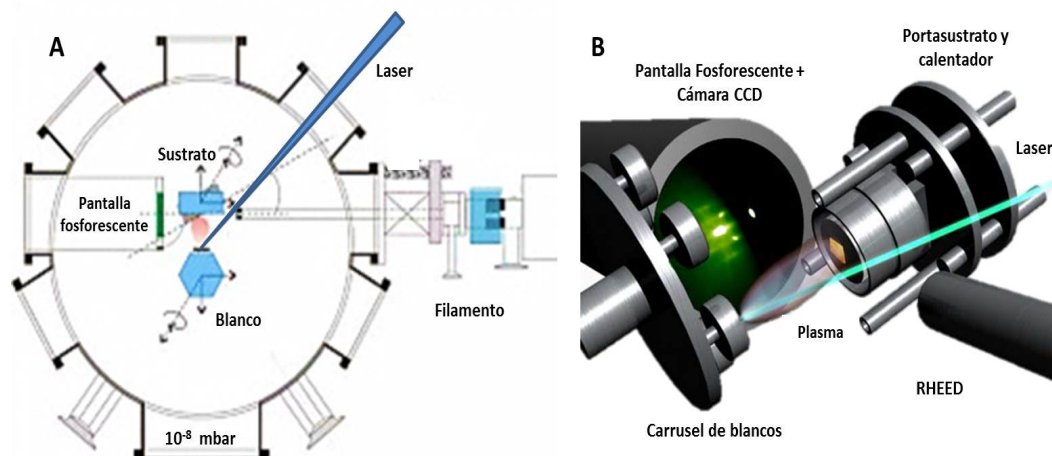 A
Laser
Sustrato
Pantalla
fosforescente
Blanco
Filamento
10⁻⁸ mbar
B
Pantalla Fosforescente +
Cámara CCD
Portasustrato y
calentador
Laser
Plasma
RHEED
Carrusel de blancos